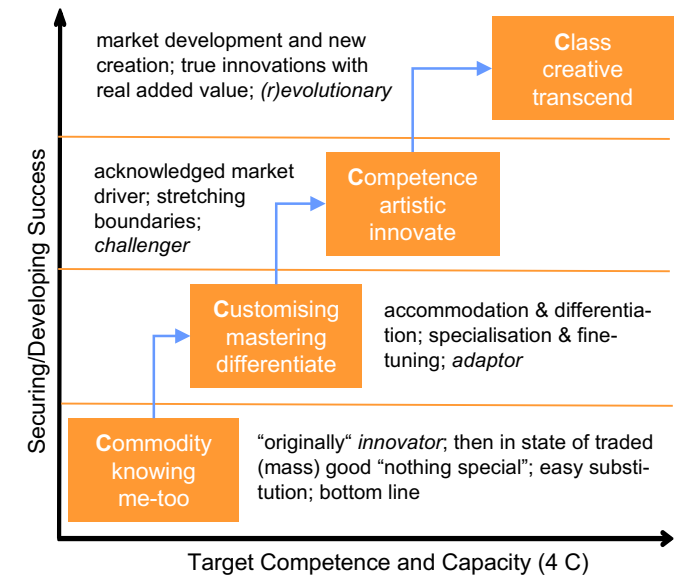 market development and new
creation; true innovations with
real added value; (r)evolutionary
Class
creative
transcend
acknowledged market
driver; stretching
boundaries;
challenger
Competence
artistic
innovate
Customising
mastering
differentiate
accommodation & differentia-
tion; specialisation & fine-
tuning; adaptor
Commodity
knowing
me-too
“originally“ innovator; then in state of traded
(mass) good “nothing special”; easy substi-
tution; bottom line
Securing/Developing Success
Target Competence and Capacity (4 C)